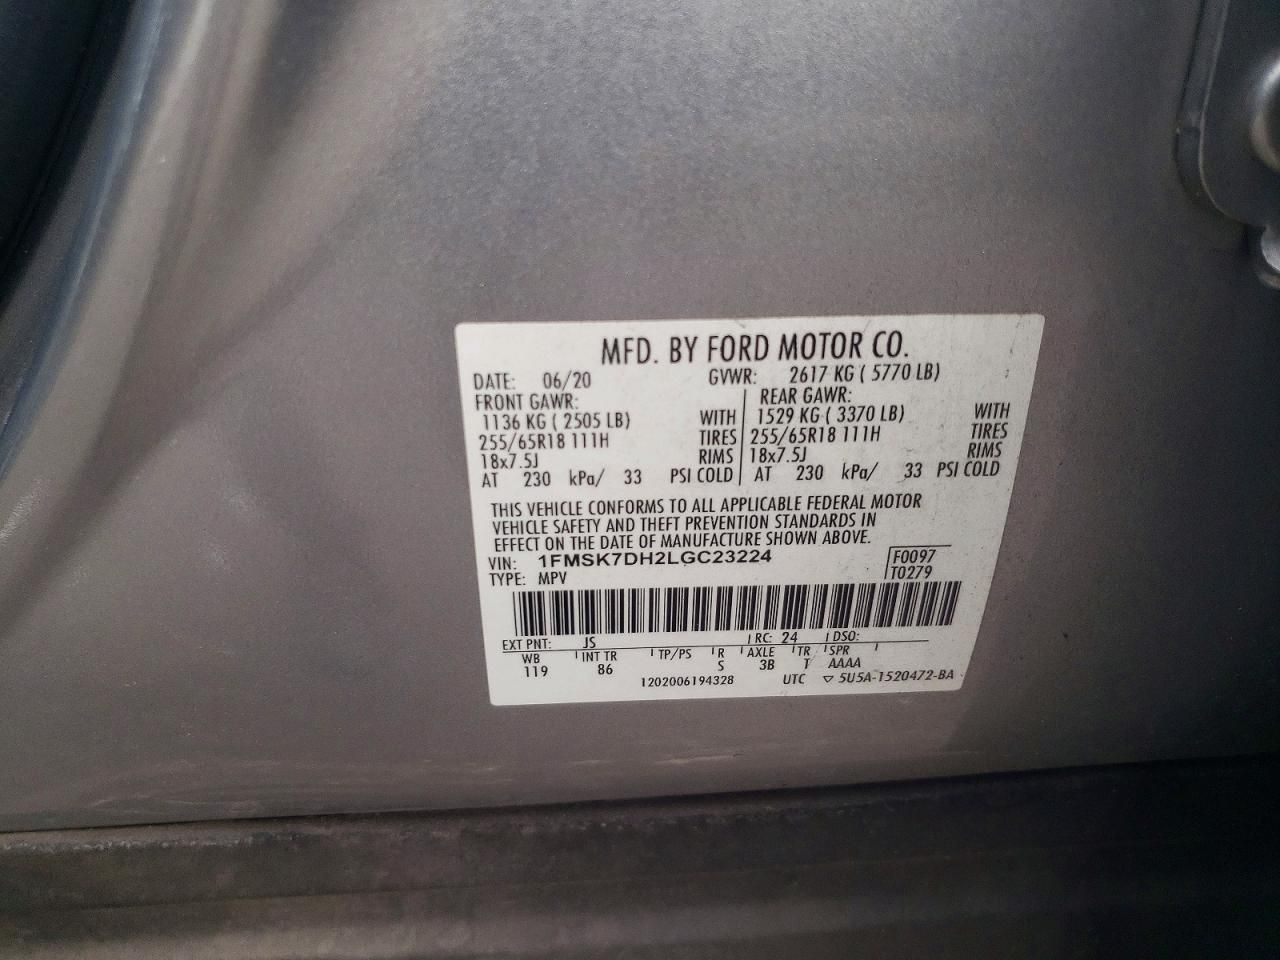 MFD. BY FORD MOTOR CO.
DATE: 06/20 GVWR: 2617 KG ( 5770 LB)
FRONT GAWR: REAR GAWR:
1136 KG ( 2505 LB) WITH 1529 KG ( 3370 LB) WITH
255/65R18 111H TIRES 255/65R18 111H TIRES
18x7.5J RIMS 18x7.5J RIMS
AT 230 kPa/ 33 PSI COLD AT 230 kPa/ 33 PSI COLD
THIS VEHICLE CONFORMS TO ALL APPLICABLE FEDERAL MOTOR
VEHICLE SAFETY AND THEFT PREVENTION STANDARDS IN
EFFECT ON THE DATE OF MANUFACTURE SHOWN ABOVE.
VIN: 1FMSK7DH2LGC23224 F0097
TYPE: MPV T0279
EXT PNT: JS RC: 24 DSO:
WB INT TR TP/PS R AXLE TR SPR
119 86 S 3B T AAAA
1202006194328 UTC ▽ 5U5A-1520472-BA